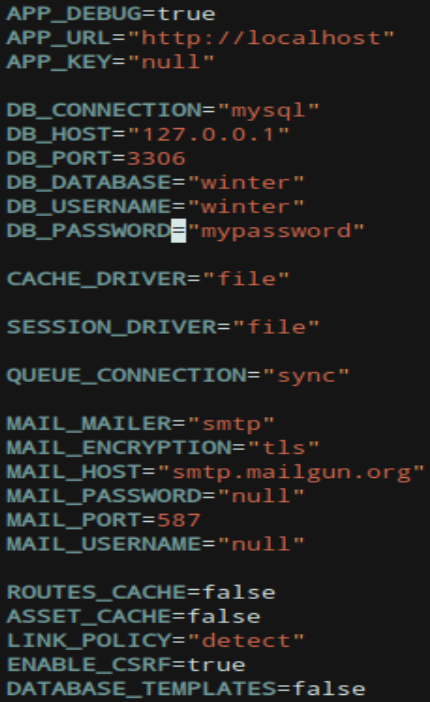 APP_DEBUG=true
APP_URL="http://localhost"
APP_KEY="null"
DB_CONNECTION="mysql"
DB_HOST="127.0.0.1"
DB_PORT=3306
DB_DATABASE="winter"
DB_USERNAME="winter"
DB_PASSWORD="mypassword"
CACHE_DRIVER="file"
SESSION_DRIVER="file"
QUEUE_CONNECTION="sync"
MAIL_MAILER="smtp"
MAIL_ENCRYPTION="tls"
MAIL_HOST="smtp.mailgun.org"
MAIL_PASSWORD="null"
MAIL_PORT=587
MAIL_USERNAME="null"
ROUTES_CACHE=false
ASSET_CACHE=false
LINK_POLICY="detect"
ENABLE_CSRF=true
DATABASE_TEMPLATES=false